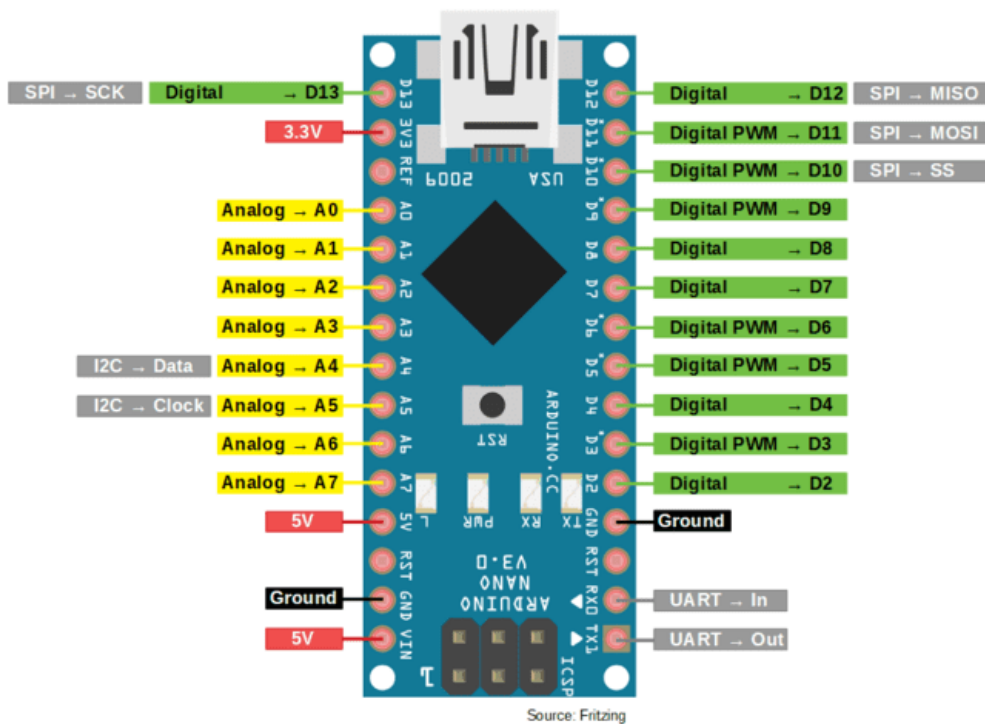 SPI → SCK
Digital → D13
3.3V
Analog → A0
Analog → A1
Analog → A2
Analog → A3
I2C → Data
Analog → A4
I2C → Clock
Analog → A5
Analog → A6
Analog → A7
5V
Ground
5V
D13
3V3
REF
A0
A1
A2
A3
A4
A5
A6
A7
5V
RST
GND
VIN
2009
USA
RST
ARDUINO.CC
L
PWR
RX
TX
ARDUINO
NANO
V3.0
1
ICSP
D12
D11
D10
D9
D8
D7
D6
D5
D4
D3
D2
GND
RST
RX0
TX1
Digital → D12
SPI → MISO
Digital PWM → D11
SPI → MOSI
Digital PWM → D10
SPI → SS
Digital PWM → D9
Digital → D8
Digital → D7
Digital PWM → D6
Digital PWM → D5
Digital → D4
Digital PWM → D3
Digital → D2
Ground
UART → In
UART → Out
Source: Fritzing